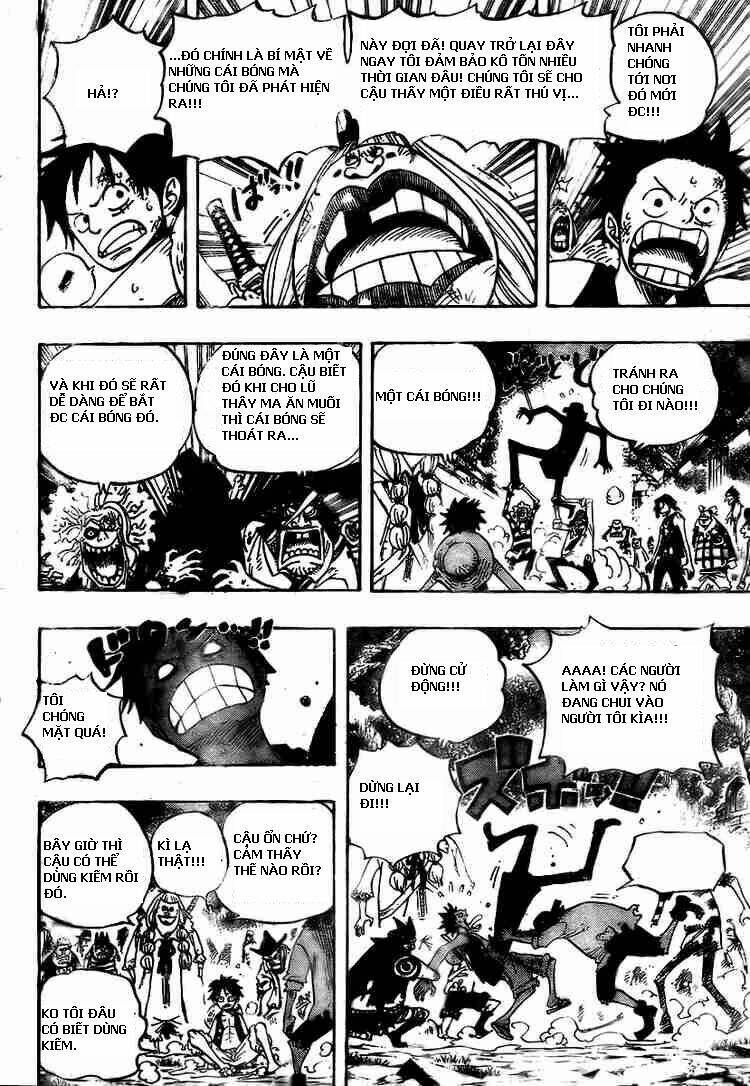 TÔI PHẢI
NHANH
CHÓNG
TỚI NƠI
ĐÓ MỚI
ĐC!!!
NÀY ĐỢI ĐÃ! QUAY TRỞ LẠI ĐÂY
NGAY TÔI ĐẢM BẢO KÔ TỐN NHIỀU
THỜI GIAN ĐÂU! CHÚNG TÔI SẼ CHO
CẬU THẤY MỘT ĐIỀU RẤT THÚ VỊ...
...ĐÓ CHÍNH LÀ BÍ MẬT VỀ
NHỮNG CÁI BÓNG MÀ
CHÚNG TÔI ĐÃ PHÁT HIỆN
RA!!!
HẢ!?
TRÁNH RA
CHO CHÚNG
TÔI ĐI NÀO!!!
MỘT CÁI BÓNG!!!
ĐÚNG ĐÂY LÀ MỘT
CÁI BÓNG. CẬU BIẾT
ĐÓ KHI CHO LŨ
THÂY MA ĂN MUỐI
THÌ CÁI BÓNG SẼ
THOÁT RA...
VÀ KHI ĐÓ SẼ RẤT
DỄ DÀNG ĐỂ BẮT
ĐC CÁI BÓNG ĐÓ.
AAAA! CÁC NGƯỜI
LÀM GÌ VẬY? NÓ
ĐANG CHUI VÀO
NGƯỜI TÔI KÌA!!!
ĐỪNG CỬ
ĐỘNG!!!
DỪNG LẠI
ĐI!!!
TÔI
CHÓNG
MẶT QUÁ!
CẬU ỔN CHỨ?
CẢM THẤY
THẾ NÀO RỒI?
KÌ LẠ
THẬT!!!
BÂY GIỜ THÌ
CẬU CÓ THỂ
DÙNG KIẾM RỒI
ĐÓ.
KO TÔI ĐÂU
CÓ BIẾT DÙNG
KIẾM.